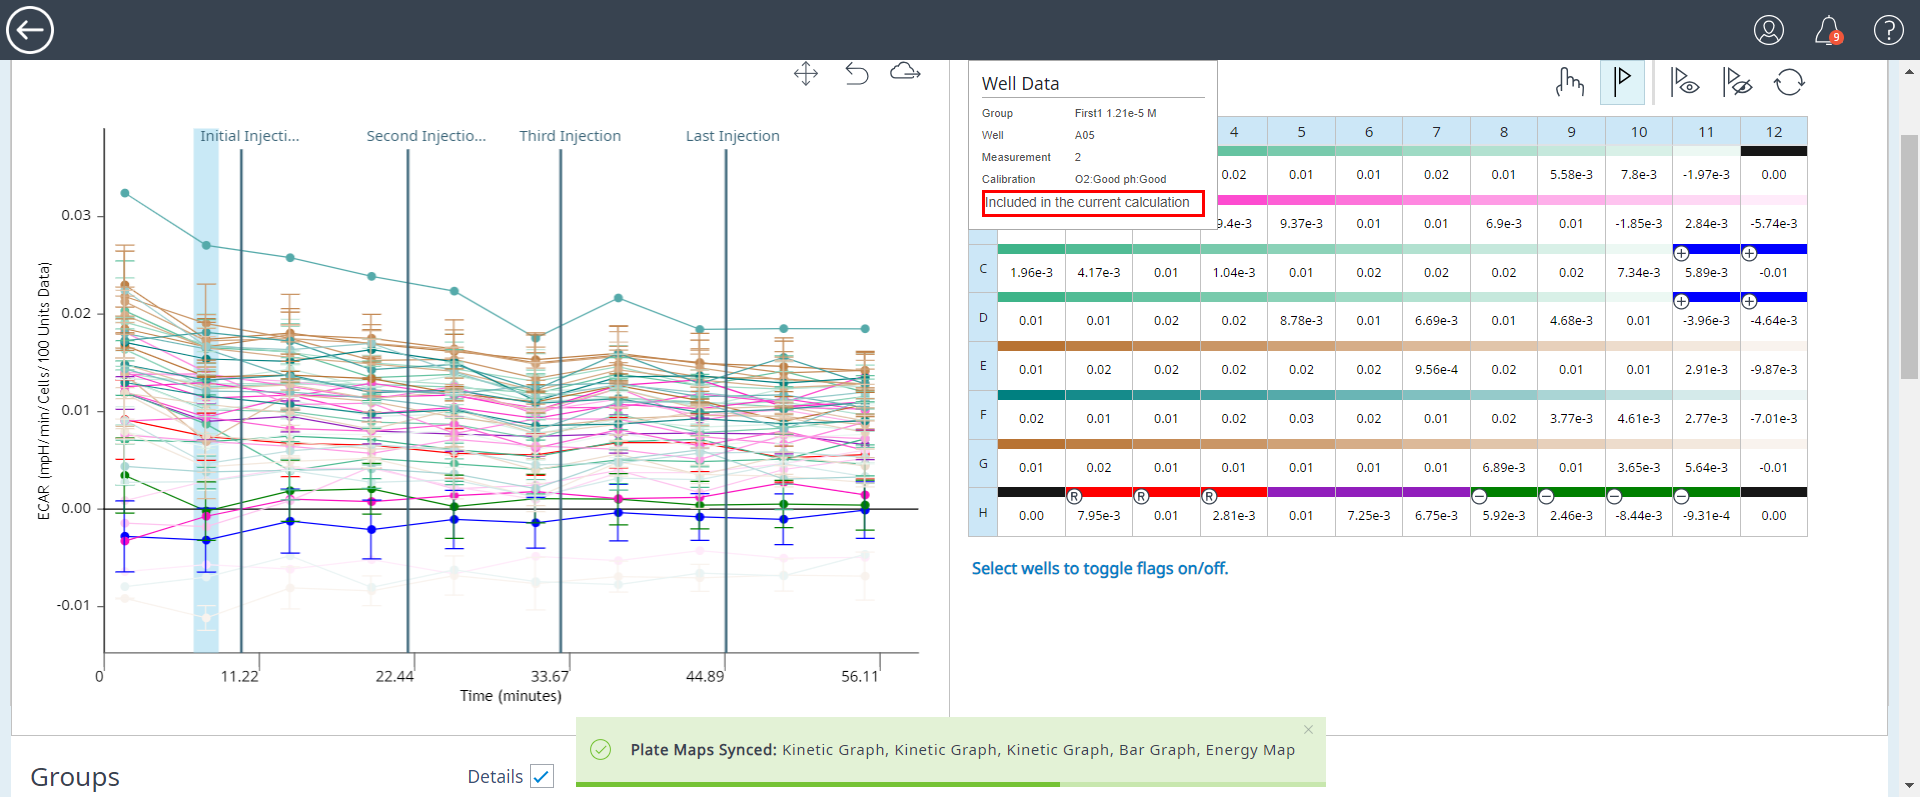 9
?
Initial Injecti...
Second Injectio...
Third Injection
Last Injection
0.03
0.02
0.01
0.00
-0.01
ECAR (mpH/min/Cells/100 Units Data)
0
11.22
22.44
33.67
44.89
56.11
Time (minutes)
Well Data
Group First1 1.21e-5 M
Well A05
Measurement 2
Calibration O2:Good ph:Good
Included in the current calculation
4 5 6 7 8 9 10 11 12
0.02 0.01 0.01 0.02 0.01 5.58e-3 7.8e-3 -1.97e-3 0.00
9.4e-3 9.37e-3 0.01 0.01 6.9e-3 0.01 -1.85e-3 2.84e-3 -5.74e-3
C 1.96e-3 4.17e-3 0.01 1.04e-3 0.01 0.02 0.02 0.02 0.02 7.34e-3 5.89e-3 -0.01
D 0.01 0.01 0.02 0.02 8.78e-3 0.01 6.69e-3 0.01 4.68e-3 0.01 -3.96e-3 -4.64e-3
E 0.01 0.02 0.02 0.02 0.02 0.02 9.56e-4 0.02 0.01 0.01 2.91e-3 -9.87e-3
F 0.02 0.01 0.01 0.02 0.03 0.02 0.01 0.02 3.77e-3 4.61e-3 2.77e-3 -7.01e-3
G 0.01 0.02 0.01 0.01 0.01 0.01 0.01 6.89e-3 0.01 3.65e-3 5.64e-3 -0.01
R R R
H 0.00 7.95e-3 0.01 2.81e-3 0.01 7.25e-3 6.75e-3 5.92e-3 2.46e-3 -8.44e-3 -9.31e-4 0.00
Select wells to toggle flags on/off.
Plate Maps Synced: Kinetic Graph, Kinetic Graph, Kinetic Graph, Bar Graph, Energy Map
Groups
Details